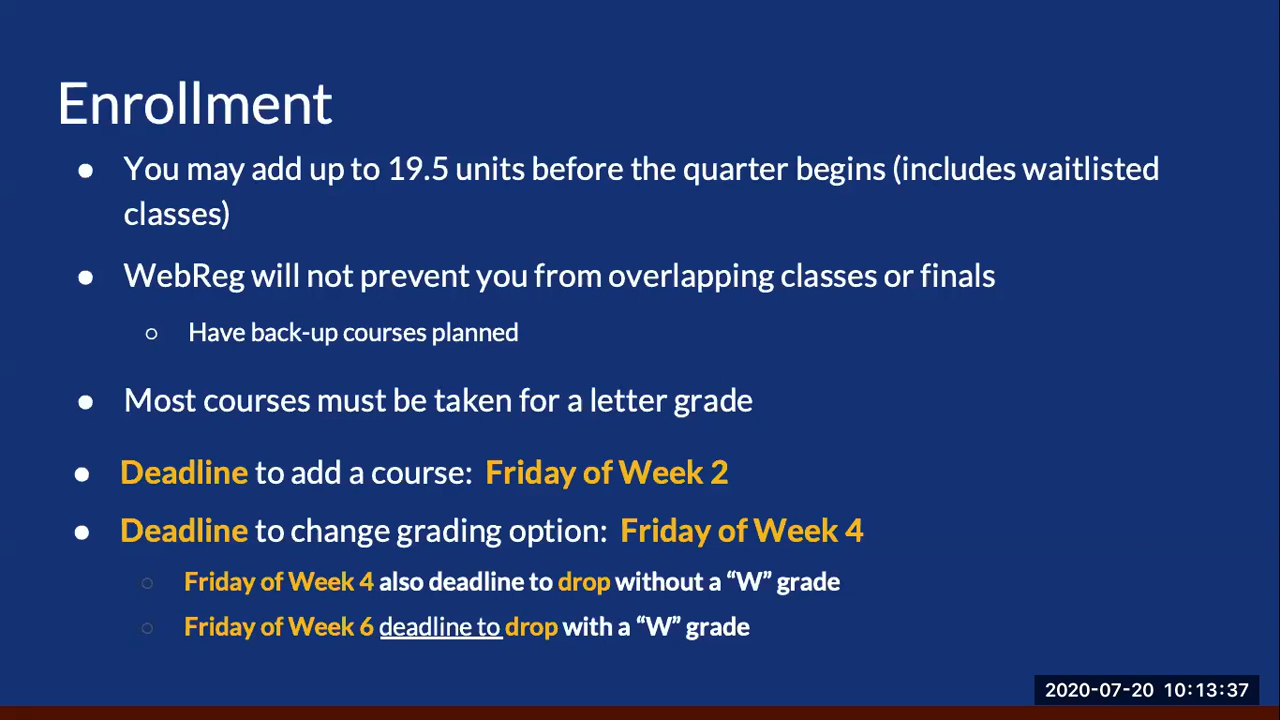 Enrollment
● You may add up to 19.5 units before the quarter begins (includes waitlisted
classes)
● WebReg will not prevent you from overlapping classes or finals
○ Have back-up courses planned
● Most courses must be taken for a letter grade
● Deadline to add a course: Friday of Week 2
● Deadline to change grading option: Friday of Week 4
○ Friday of Week 4 also deadline to drop without a “W” grade
○ Friday of Week 6 deadline to drop with a “W” grade
2020-07-20 10:13:37